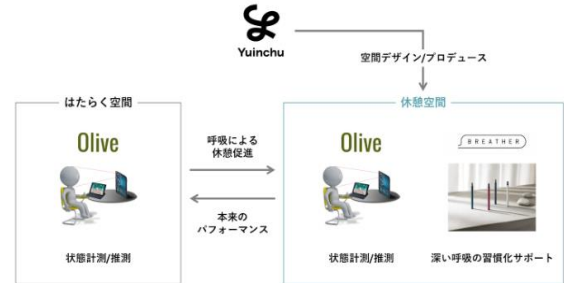 Yuinchu
空間デザイン/プロデュース
はたらく空間
Olive
状態計測/推測
呼吸による
休憩促進
本来の
パフォーマンス
休憩空間
Olive
状態計測/推測
BREATHER
深い呼吸の習慣化サポート